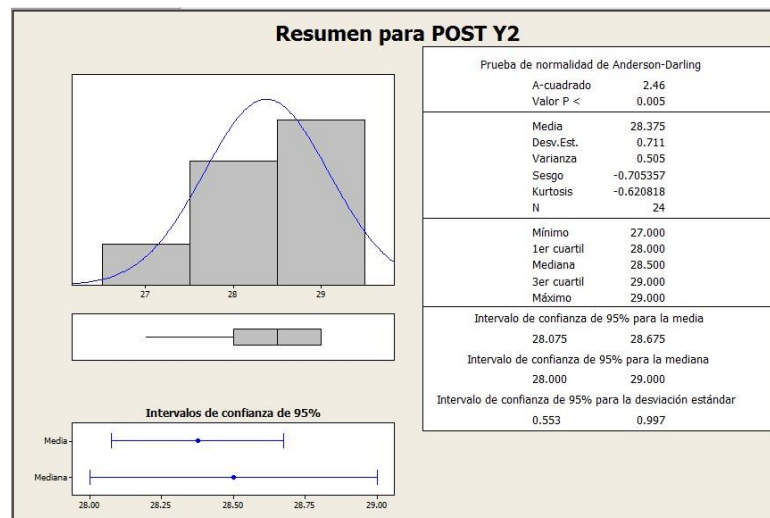 Resumen para POST Y2
27 28 29
Intervalos de confianza de 95%
Media
Mediana
28.00 28.25 28.50 28.75 29.00
Prueba de normalidad de Anderson-Darling
A-cuadrado 2.46
Valor P < 0.005
Media 28.375
Desv.Est. 0.711
Varianza 0.505
Sesgo -0.705357
Kurtosis -0.620818
N 24
Mínimo 27.000
1er cuartil 28.000
Mediana 28.500
3er cuartil 29.000
Máximo 29.000
Intervalo de confianza de 95% para la media
28.075 28.675
Intervalo de confianza de 95% para la mediana
28.000 29.000
Intervalo de confianza de 95% para la desviación estándar
0.553 0.997